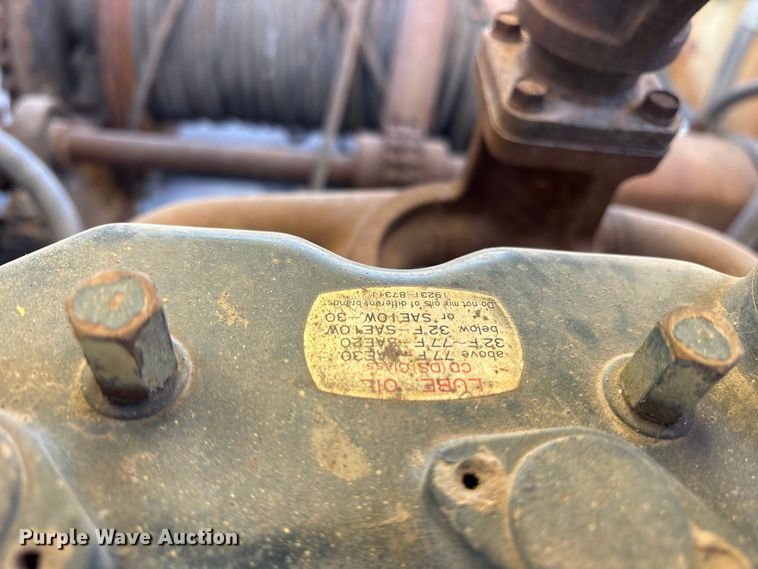 LUBE OIL
CD (DS) Class
above 77°F -SAE30
32°F~77°F-SAE20
below 32°F-SAE10W
or SAE10W-30
Do not mix oils of different brands.
Purple Wave Auction